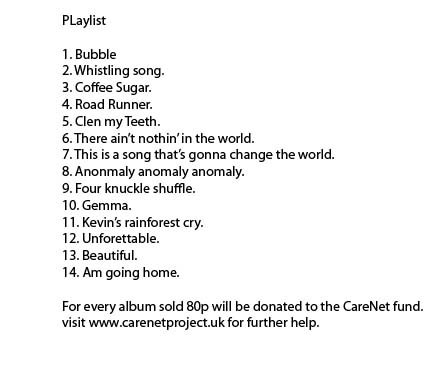 PLaylist
1. Bubble
2. Whistling song.
3. Coffee Sugar.
4. Road Runner.
5. Clen my Teeth.
6. There ain't nothin' in the world.
7. This is a song that's gonna change the world.
8. Anonmaly anomaly anomaly.
9. Four knuckle shuffle.
10. Gemma.
11. Kevin's rainforest cry.
12. Unforettable.
13. Beautiful.
14. Am going home.
For every album sold 80p will be donated to the CareNet fund.
visit www.carenetproject.uk for further help.